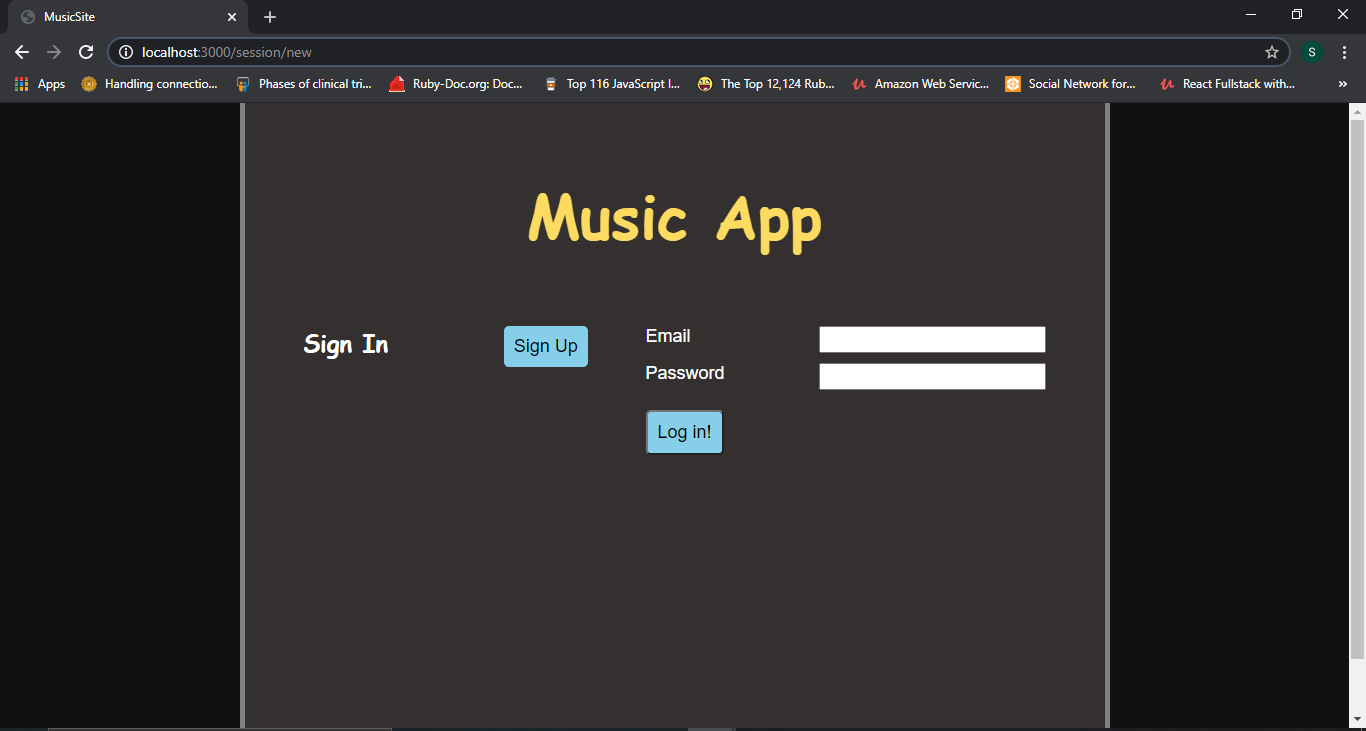 MusicSite
localhost:3000/session/new
S
Apps
Handling connectio...
Phases of clinical tri...
Ruby-Doc.org: Doc...
Top 116 JavaScript I...
The Top 12,124 Rub...
Amazon Web Servic...
Social Network for...
React Fullstack with...
»
Music App
Sign In
Sign Up
Email
Password
Log in!